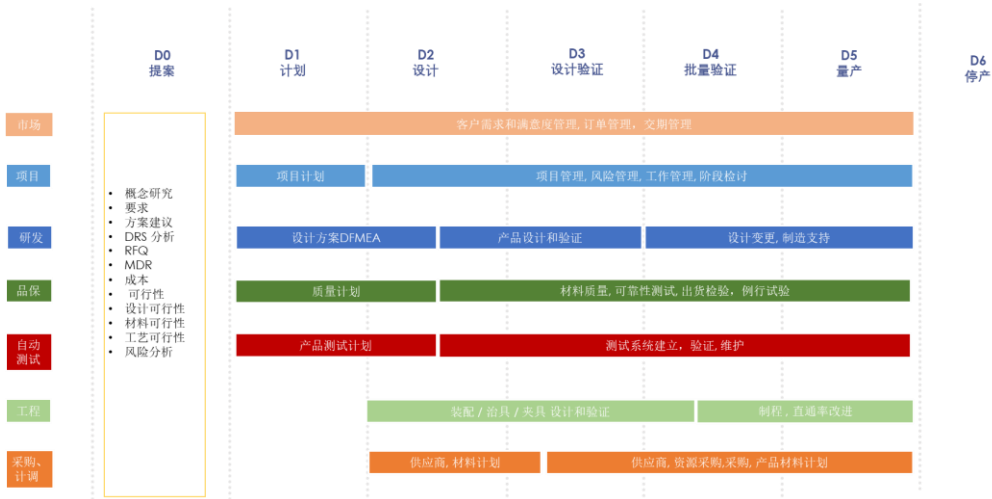 D0
提案
D1
计划
D2
设计
D3
设计验证
D4
批量验证
D5
量产
D6
停产
市场
客户需求和满意度管理, 订单管理，交期管理
项目
项目计划
项目管理, 风险管理, 工作管理, 阶段检讨
• 概念研究
• 要求
• 方案建议
• DRS 分析
• RFQ
• MDR
• 成本
• 可行性
• 设计可行性
• 材料可行性
• 工艺可行性
• 风险分析
研发
设计方案DFMEA
产品设计和验证
设计变更, 制造支持
品保
质量计划
材料质量, 可靠性测试, 出货检验，例行试验
自动
测试
产品测试计划
测试系统建立，验证, 维护
工程
装配 / 治具 / 夹具 设计和验证
制程 , 直通率改进
采购、
计调
供应商, 材料计划
供应商, 资源采购,采购, 产品材料计划